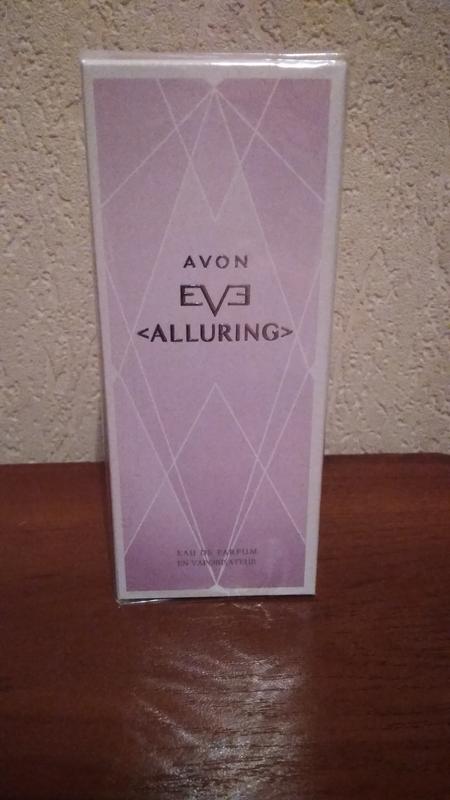 AVON
EVE
<ALLURING>
EAU DE PARFUM
EN VAPORISATEUR